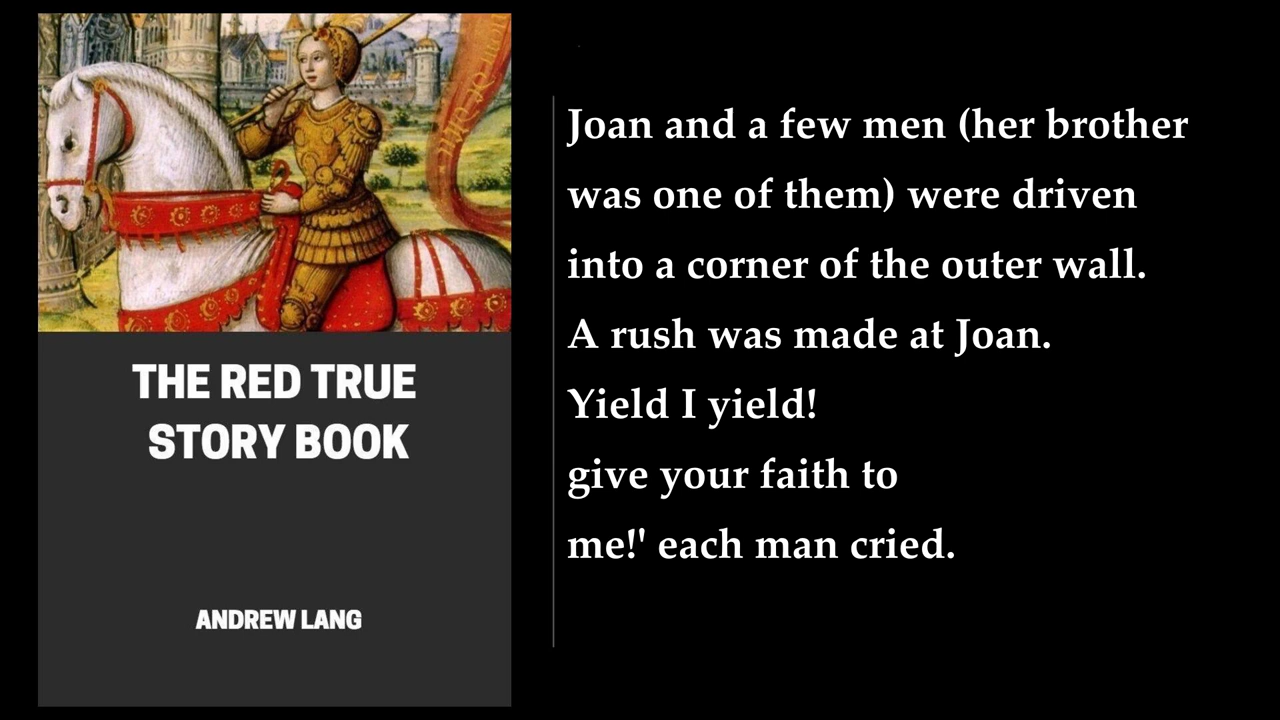 THE RED TRUE
STORY BOOK
ANDREW LANG
Joan and a few men (her brother
was one of them) were driven
into a corner of the outer wall.
A rush was made at Joan.
Yield I yield!
give your faith to
me!' each man cried.